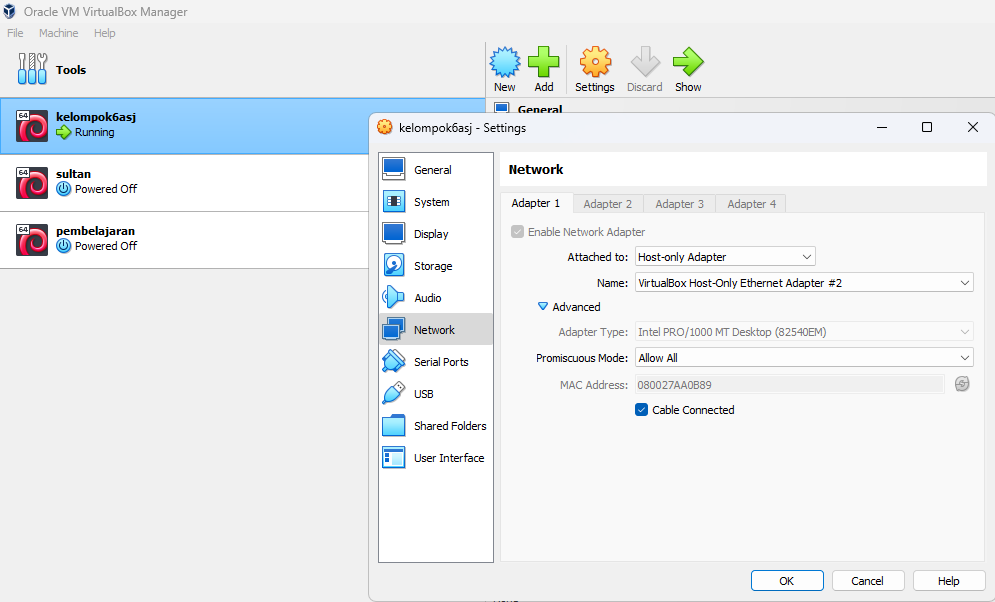 Oracle VM VirtualBox Manager
File Machine Help
Tools
New Add Settings Discard Show
64
kelompok6asj
Running
64
sultan
Powered Off
64
pembelajaran
Powered Off
General
kelompok6asj - Settings
General
System
Display
Storage
Audio
Network
Serial Ports
USB
Shared Folders
User Interface
Network
Adapter 1 Adapter 2 Adapter 3 Adapter 4
Enable Network Adapter
Attached to: Host-only Adapter
Name: VirtualBox Host-Only Ethernet Adapter #2
Advanced
Adapter Type: Intel PRO/1000 MT Desktop (82540EM)
Promiscuous Mode: Allow All
MAC Address: 080027AA0B89
Cable Connected
OK Cancel Help